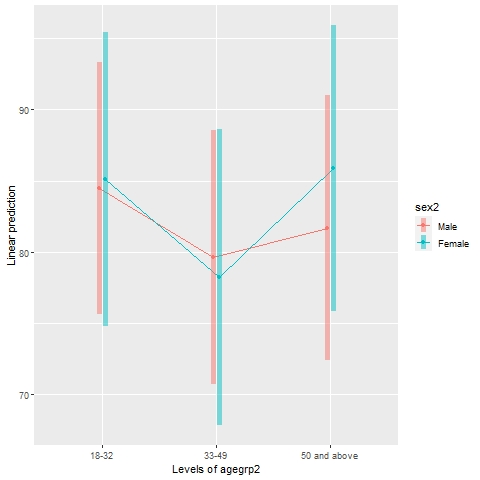 90
80
70
Linear prediction
18-32
33-49
50 and above
Levels of agegrp2
sex2
Male
Female